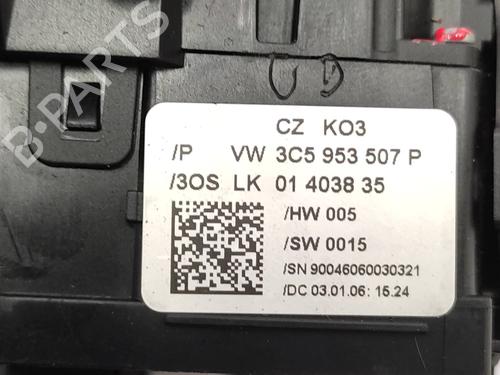 B-PARTS
CZ KO3
/P VW 3C5 953 507 P
/3OS LK 01 4038 35
/HW 005
/SW 0015
/SN 90046060030321
/DC 03.01.06: 15.24